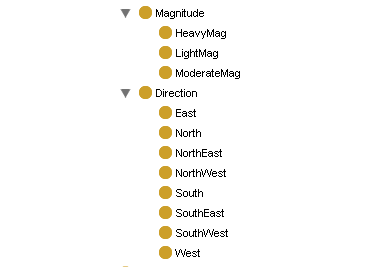 Magnitude
HeavyMag
LightMag
ModerateMag
Direction
East
North
NorthEast
NorthWest
South
SouthEast
SouthWest
West